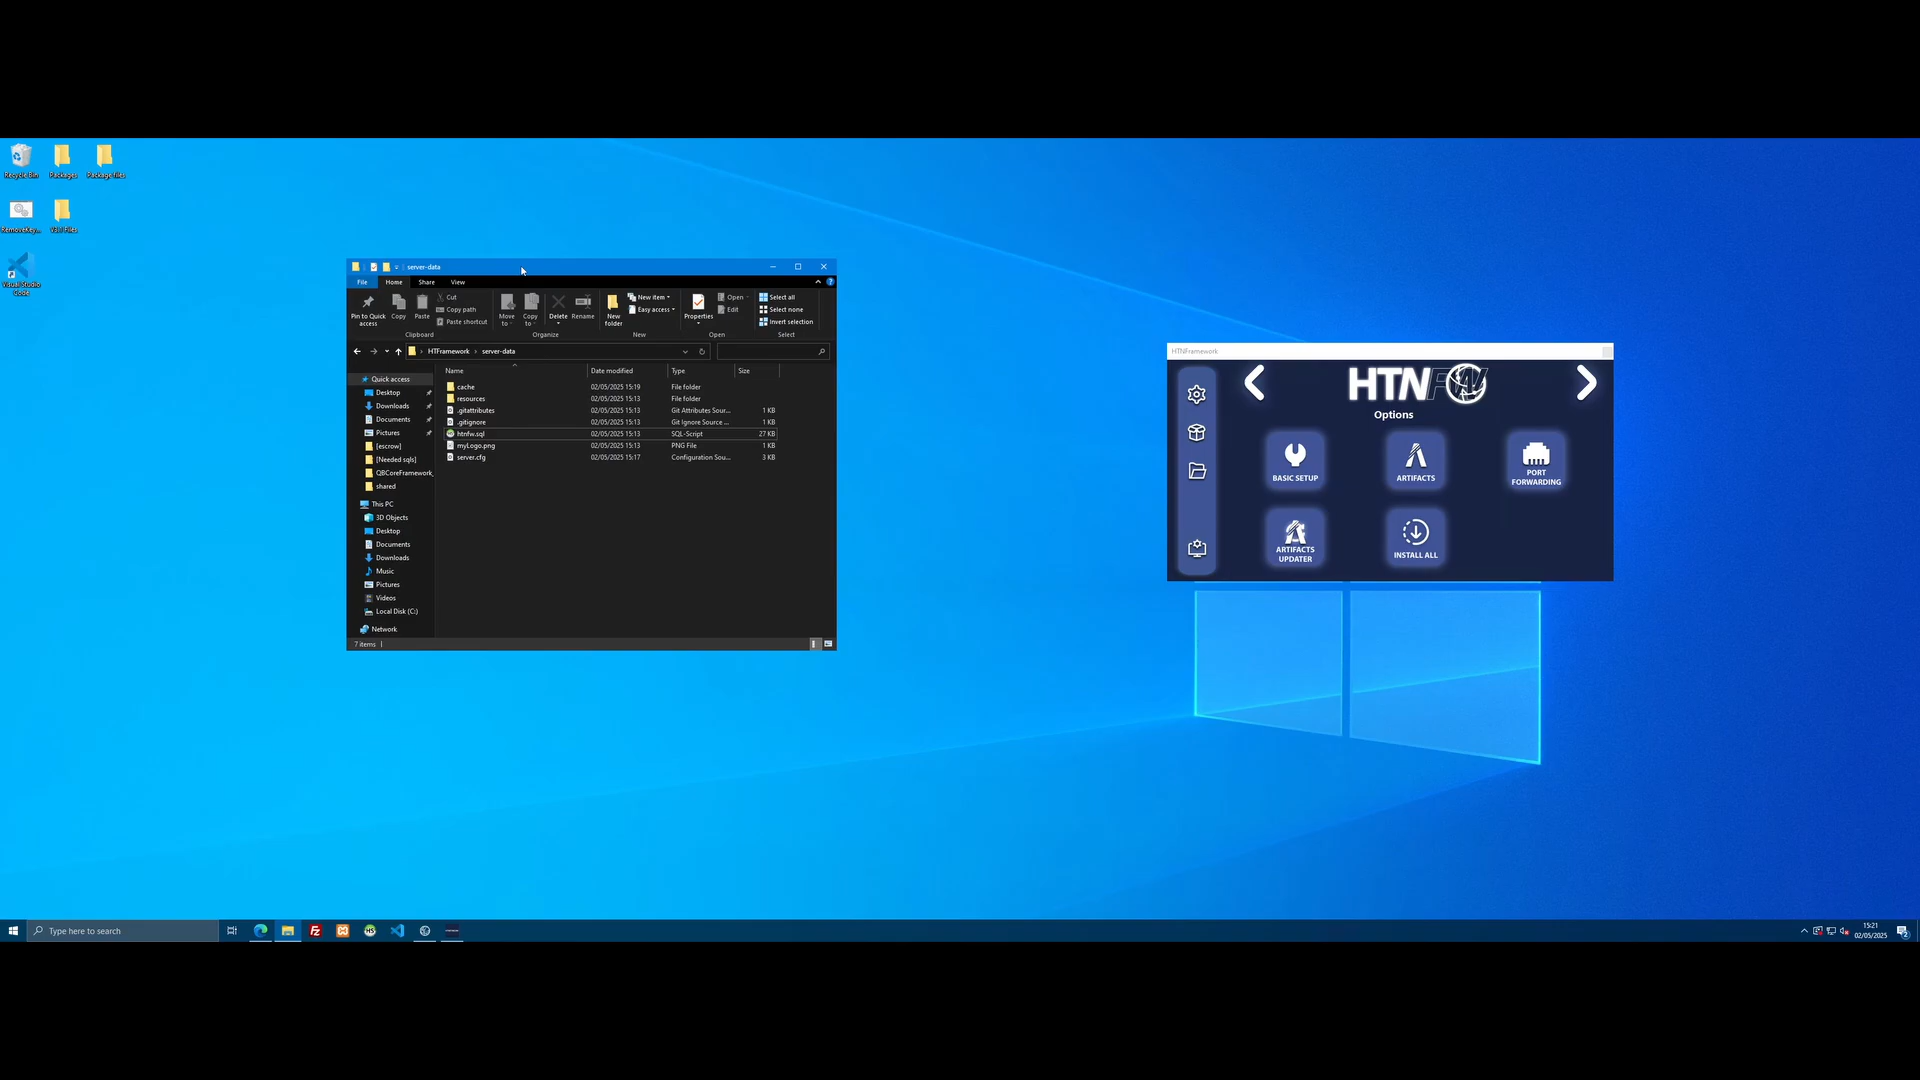 Recycle Bin
Packages
Package files
RemoveKey...
Visual Studio
Code
server-data
File
Home
Share
View
Pin to Quick
access
Copy
Paste
Cut
Copy path
Paste shortcut
Clipboard
Move
to
Copy
to
Delete
Rename
Organize
New
folder
New item
Easy access
New
Properties
Open
Edit
Open
Select all
Select none
Invert selection
Select
HTFramework > server-data
Name
Date modified
Type
Size
Quick access
Desktop
Downloads
Documents
Pictures
[escrow]
[Needed sqls]
QBCoreFramework_
shared
This PC
3D Objects
Desktop
Documents
Downloads
Music
Pictures
Videos
Local Disk (C:)
Network
cache 02/05/2025 15:19 File folder
resources 02/05/2025 15:13 File folder
.gitattributes 02/05/2025 15:13 Git Attributes Sour... 1 KB
.gitignore 02/05/2025 15:13 Git Ignore Source ... 1 KB
htnfw.sql 02/05/2025 15:13 SQL-Script 27 KB
myLogo.png 02/05/2025 15:13 PNG File 1 KB
server.cfg 02/05/2025 15:17 Configuration Sou... 3 KB
7 items
HTNFramework
HTNFW
Options
BASIC SETUP
ARTIFACTS
PORT
FORWARDING
ARTIFACTS
UPDATER
INSTALL ALL
Type here to search
15:21
02/05/2025
2